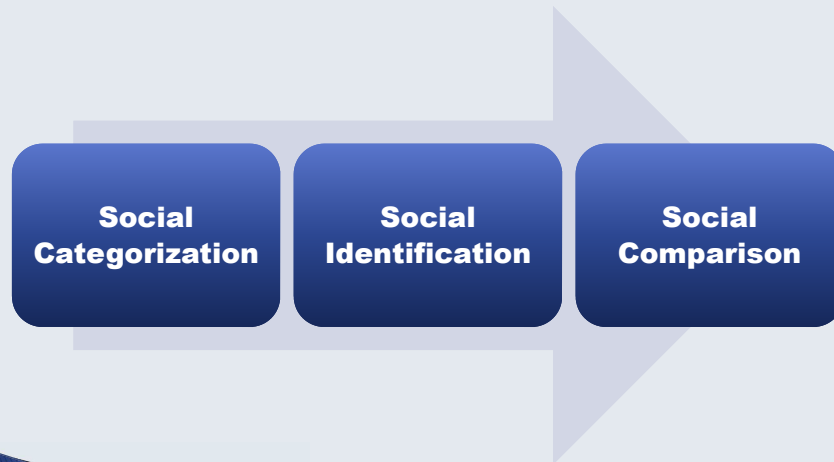 Social
Categorization
Social
Identification
Social
Comparison